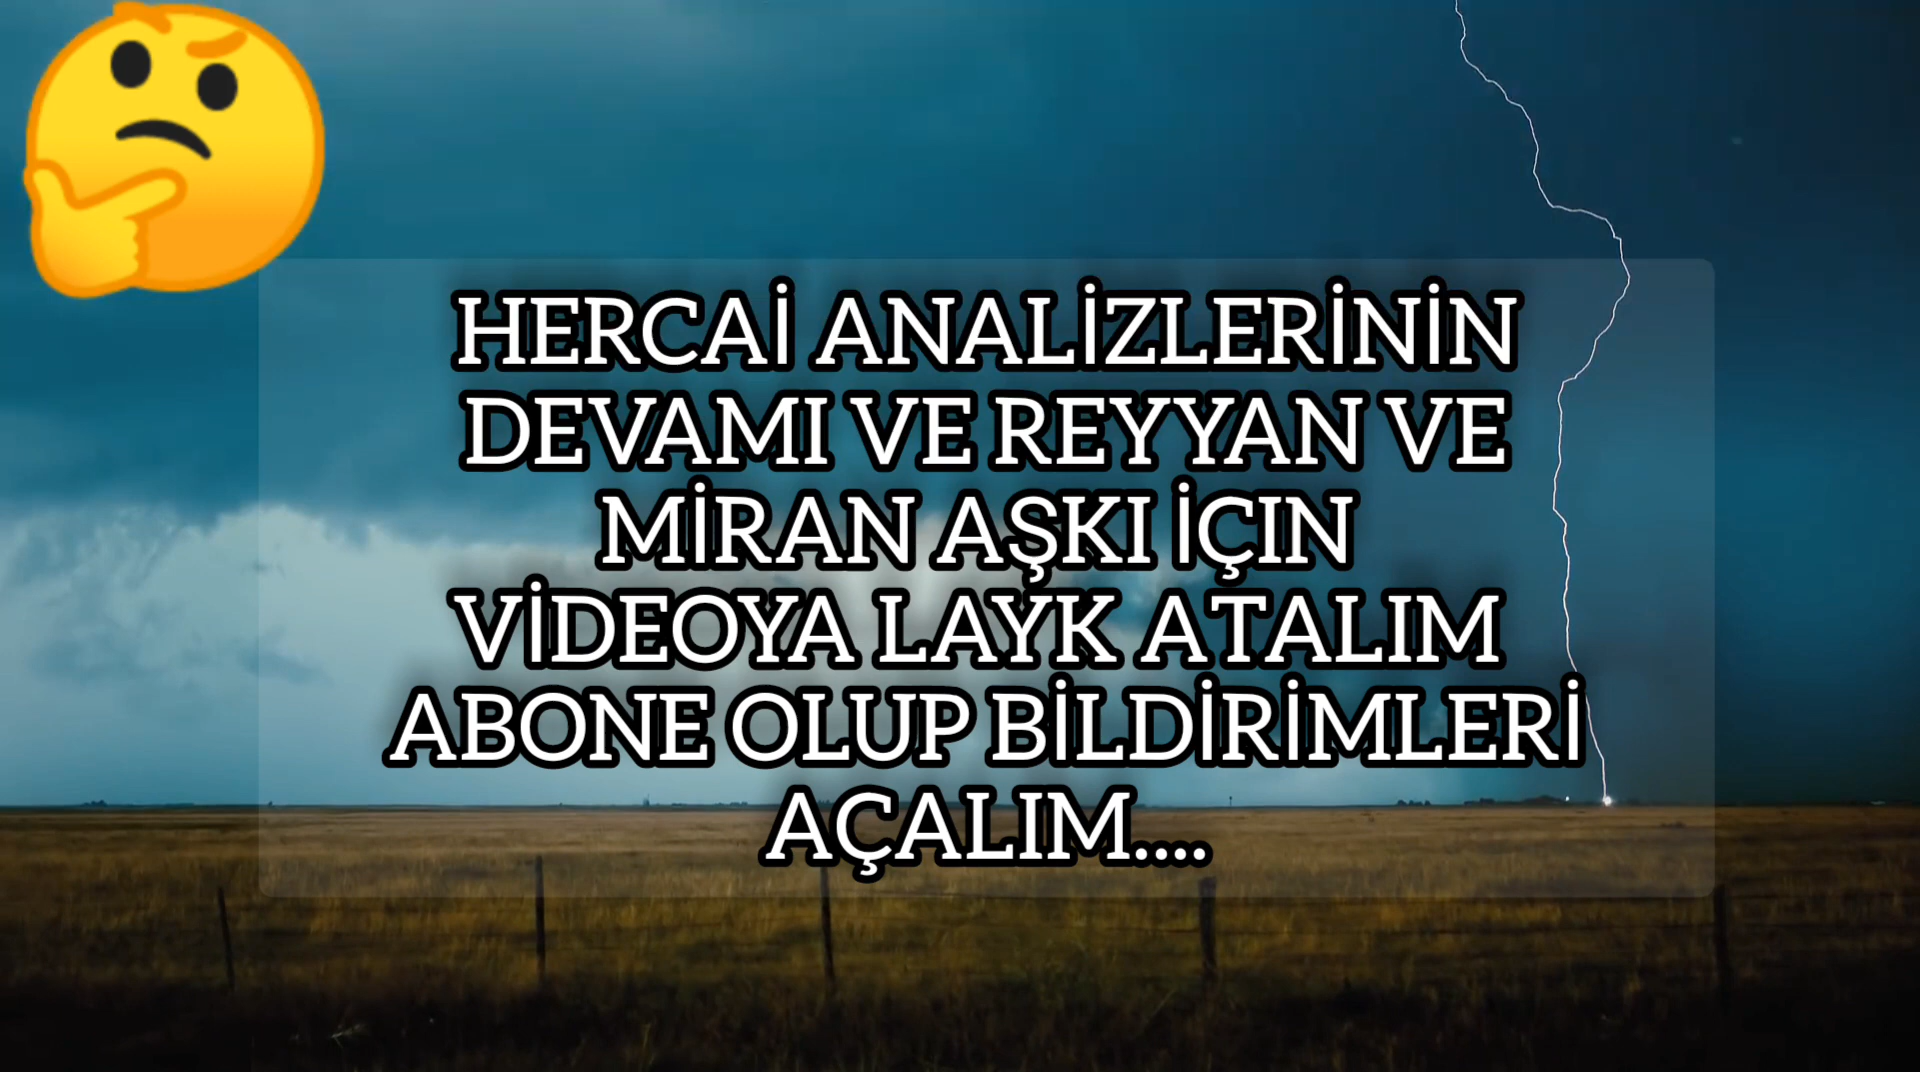 HERCAİ ANALİZLERİNİN
DEVAMI VE REYYAN VE
MİRAN AŞKI İÇIN
VİDEOYA LAYK ATALIM
ABONE OLUP BİLDİRİMLERİ
AÇALIM....